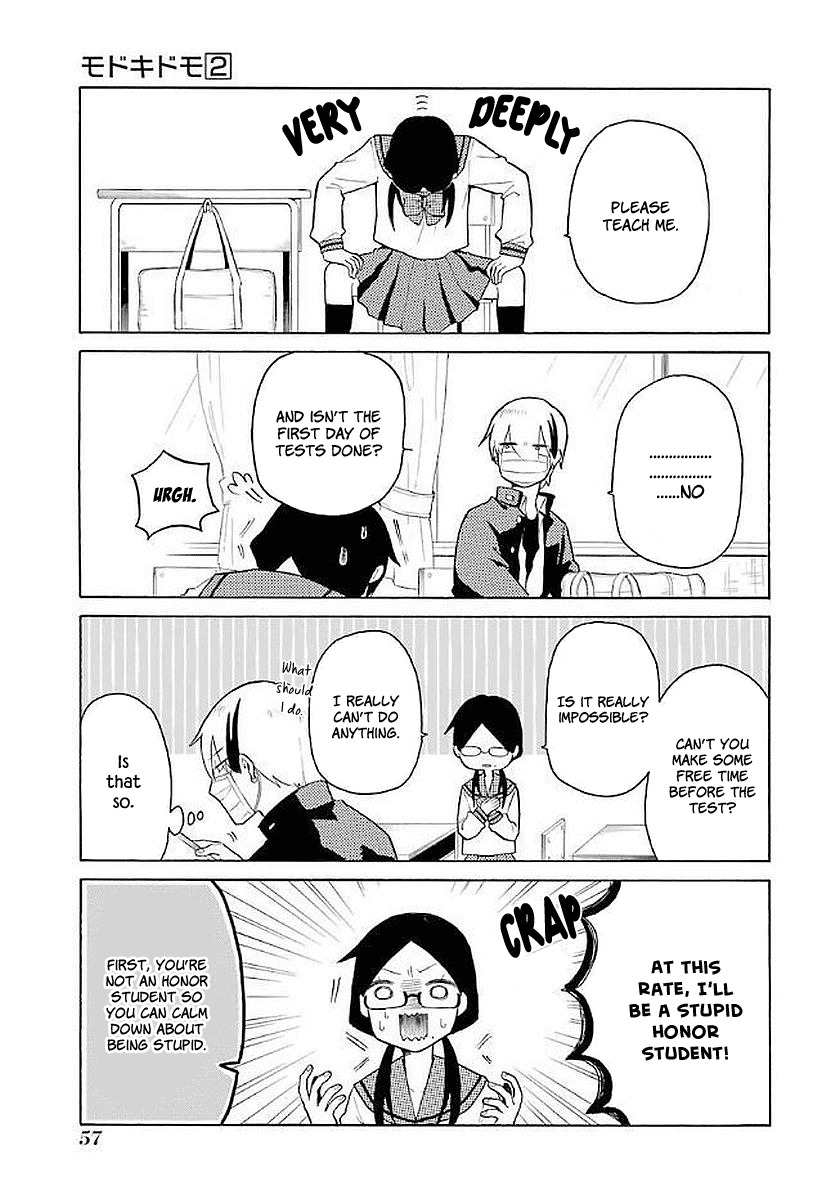 モドキドモ2
VERY DEEPLY
PLEASE
TEACH ME.
..................
..................
......NO
AND ISN'T THE
FIRST DAY OF
TESTS DONE?
URGH.
CAN'T YOU
MAKE SOME
FREE TIME
BEFORE THE
TEST?
IS IT REALLY
IMPOSSIBLE?
I REALLY
CAN'T DO
ANYTHING.
What
should
I do.
Is
that
so.
AT THIS
RATE, I'LL
BE A STUPID
HONOR
STUDENT!
CRAP
FIRST, YOU'RE
NOT AN HONOR
STUDENT SO
YOU CAN CALM
DOWN ABOUT
BEING STUPID.
57